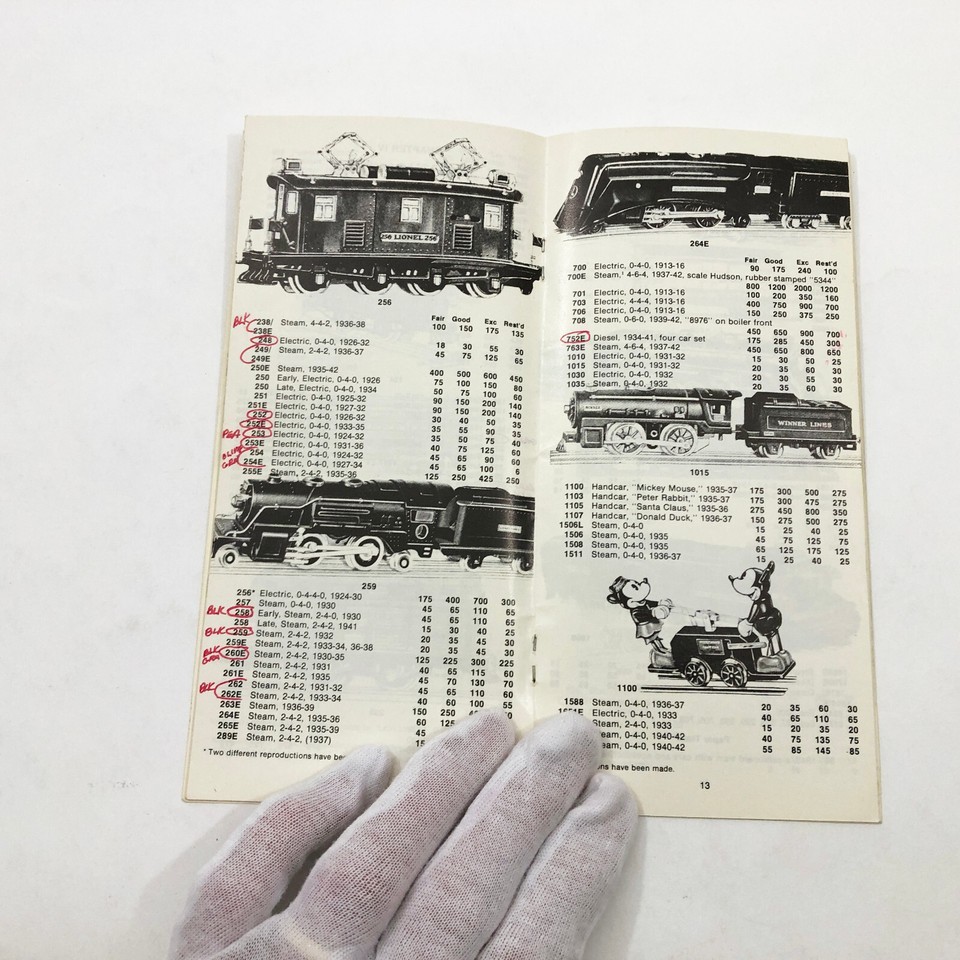 256 LIONEL 256
256
Fair Good Exc Rest'd
BLK
238/ Steam, 4-4-2, 1936-38 100 150 175 135
238E
248 Electric, 0-4-0, 1926-32 18 30 55 30
249/ Steam, 2-4-2, 1936-37 45 75 125 65
249E
250E Steam, 1935-42 400 500 600 450
250 Early, Electric, 0-4-0, 1926 75 100 150 80
250 Late, Electric, 0-4-0, 1934 50 75 100 60
251 Electric, 0-4-0, 1925-32 90 150 200 140
251E Electric, 0-4-0, 1927-32 90 150 200 140
252 Electric, 0-4-0, 1926-32 30 40 50 35
252E Electric, 0-4-0, 1933-35 35 55 90 35
PEA 253 Electric, 0-4-0, 1924-32 35 50 75 40
253E Electric, 0-4-0, 1931-36 40 75 125 60
254 Electric, 0-4-0, 1924-32 45 65 90 60
254E Electric, 0-4-0, 1927-34 45 65 100 6
255E Steam, 2-4-2, 1935-36 125 250 425 250
259
256* Electric, 0-4-4-0, 1924-30 175 400 700 300
257 Steam, 0-4-0, 1930 45 65 110 65
BLK 258 Early, Steam, 2-4-0, 1930 45 65 110 65
258 Late, Steam, 2-4-2, 1941 15 30 40 25
BLK 259 Steam, 2-4-2, 1932 20 35 45 30
259E Steam, 2-4-2, 1933-34, 36-38 20 35 45 30
BLK 260E Steam, 2-4-2, 1930-35 125 225 300 225
261 Steam, 2-4-2, 1931 40 65 115 60
261E Steam, 2-4-2, 1935 45 70 130 70
BLK 262 Steam, 2-4-2, 1931-32 45 65 110 60
262E Steam, 2-4-2, 1933-34 40 60 100 55
263E Steam, 1936-39 150 250
264E Steam, 2-4-2, 1935-36 60 125
265E Steam, 2-4-2, 1935-39 45
289E Steam, 2-4-2, (1937)
* Two different reproductions have
264E
Fair Good Exc Rest'd
700 Electric, 0-4-0, 1913-16 90 175 240 100
700E Steam,¹ 4-6-4, 1937-42, scale Hudson, rubber stamped "5344"
800 1200 2000 1200
701 Electric, 0-4-0, 1913-16 100 200 350 160
703 Electric, 4-4-4, 1913-16 400 750 900 700
706 Electric, 0-4-0, 1913-16 150 250 375 250
708 Steam, 0-6-0, 1939-42, "8976" on boiler front
450 650 900 700
752E Diesel, 1934-41, four car set 175 285 450 300
763E Steam, 4-6-4, 1937-42 450 650 800 650
1010 Electric, 0-4-0, 1931-32 15 30 50 25
1015 Steam, 0-4-0, 1931-32 20 35 60 30
1030 Electric, 0-4-0, 1932 20 30 55 30
1035 Steam, 0-4-0, 1932 20 35 60 30
WINNER LINES
1015
1100 Handcar, "Mickey Mouse," 1935-37 175 300 500 275
1103 Handcar, "Peter Rabbit," 1935-37 175 300 475 275
1105 Handcar, "Santa Claus," 1935-36 275 450 800 350
1107 Handcar, "Donald Duck," 1936-37 150 275 500 275
1506L Steam, 0-4-0 15 25 40 25
1506 Steam, 0-4-0, 1935 45 75 125 75
1508 Steam, 0-4-0, 1935 65 125 175 125
1511 Steam, 0-4-0, 1936-37 15 25 40 25
1100
1588 Steam, 0-4-0, 1936-37 20 35 60 30
Electric, 0-4-0, 1933 40 65 110 65
Steam, 2-4-0, 1933 15 20 35 20
0-4-0, 1940-42 40 75 135 75
0-4-0, 1940-42 55 85 145 85
have been made.
13